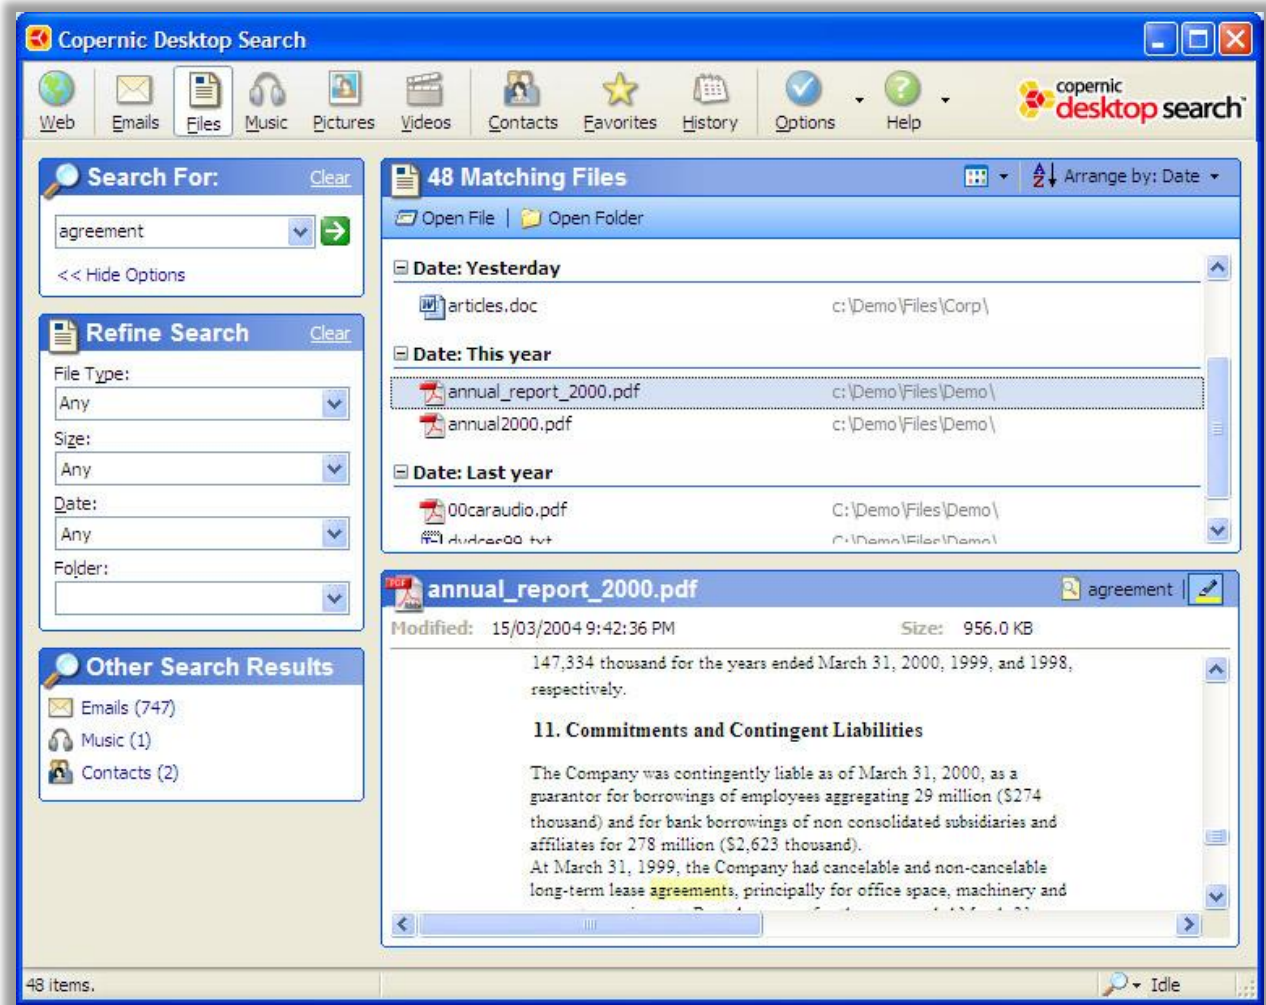 Copernic Desktop Search
Web Emails Files Music Pictures Videos Contacts Favorites History Options Help
copernic
desktop search™
Search For: Clear
agreement
<< Hide Options
Refine Search Clear
File Type:
Any
Size:
Any
Date:
Any
Folder:
Other Search Results
Emails (747)
Music (1)
Contacts (2)
48 Matching Files Arrange by: Date
Open File | Open Folder
Date: Yesterday
articles.doc c:\Demo\Files\Corp\
Date: This year
annual_report_2000.pdf c:\Demo\Files\Demo\
annual2000.pdf c:\Demo\Files\Demo\
Date: Last year
00caraudio.pdf C:\Demo\Files\Demo\
dvdces99.txt C:\Demo\Files\Demo\
annual_report_2000.pdf agreement |
Modified: 15/03/2004 9:42:36 PM Size: 956.0 KB
147,334 thousand for the years ended March 31, 2000, 1999, and 1998,
respectively.
11. Commitments and Contingent Liabilities
The Company was contingently liable as of March 31, 2000, as a
guarantor for borrowings of employees aggregating 29 million ($274
thousand) and for bank borrowings of non consolidated subsidiaries and
affiliates for 278 million ($2,623 thousand).
At March 31, 1999, the Company had cancelable and non-cancelable
long-term lease agreements, principally for office space, machinery and
48 items. Idle